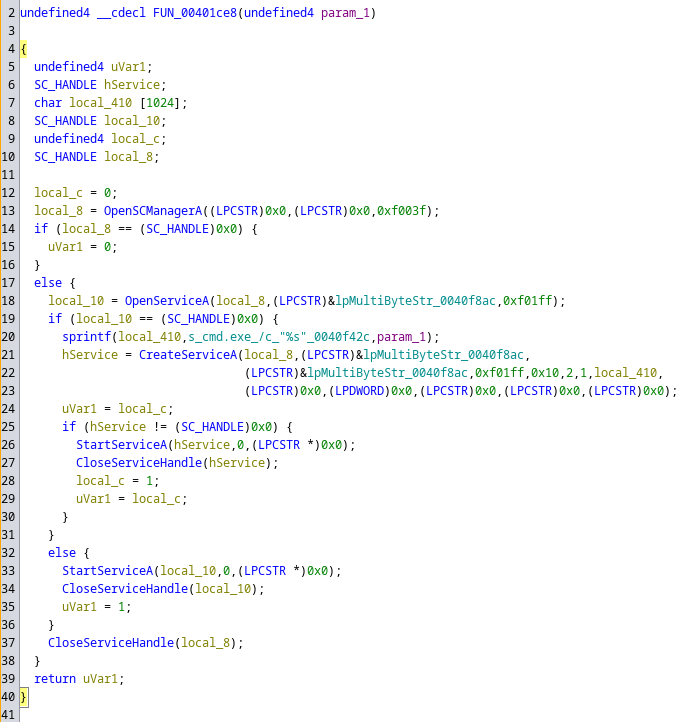 2 undefined4 __cdecl FUN_00401ce8(undefined4 param_1)
3
4 {
5   undefined4 uVar1;
6   SC_HANDLE hService;
7   char local_410 [1024];
8   SC_HANDLE local_10;
9   undefined4 local_c;
10   SC_HANDLE local_8;
11
12   local_c = 0;
13   local_8 = OpenSCManagerA((LPCSTR)0x0,(LPCSTR)0x0,0xf003f);
14   if (local_8 == (SC_HANDLE)0x0) {
15     uVar1 = 0;
16   }
17   else {
18     local_10 = OpenServiceA(local_8,(LPCSTR)&lpMultiByteStr_0040f8ac,0xf01ff);
19     if (local_10 == (SC_HANDLE)0x0) {
20       sprintf(local_410,s_cmd.exe_/c_"%s"_0040f42c,param_1);
21       hService = CreateServiceA(local_8,(LPCSTR)&lpMultiByteStr_0040f8ac,
22                                 (LPCSTR)&lpMultiByteStr_0040f8ac,0xf01ff,0x10,2,1,local_410,
23                                 (LPCSTR)0x0,(LPDWORD)0x0,(LPCSTR)0x0,(LPCSTR)0x0,(LPCSTR)0x0);
24       uVar1 = local_c;
25       if (hService != (SC_HANDLE)0x0) {
26         StartServiceA(hService,0,(LPCSTR *)0x0);
27         CloseServiceHandle(hService);
28         local_c = 1;
29         uVar1 = local_c;
30       }
31     }
32     else {
33       StartServiceA(local_10,0,(LPCSTR *)0x0);
34       CloseServiceHandle(local_10);
35       uVar1 = 1;
36     }
37     CloseServiceHandle(local_8);
38   }
39   return uVar1;
40 }
41